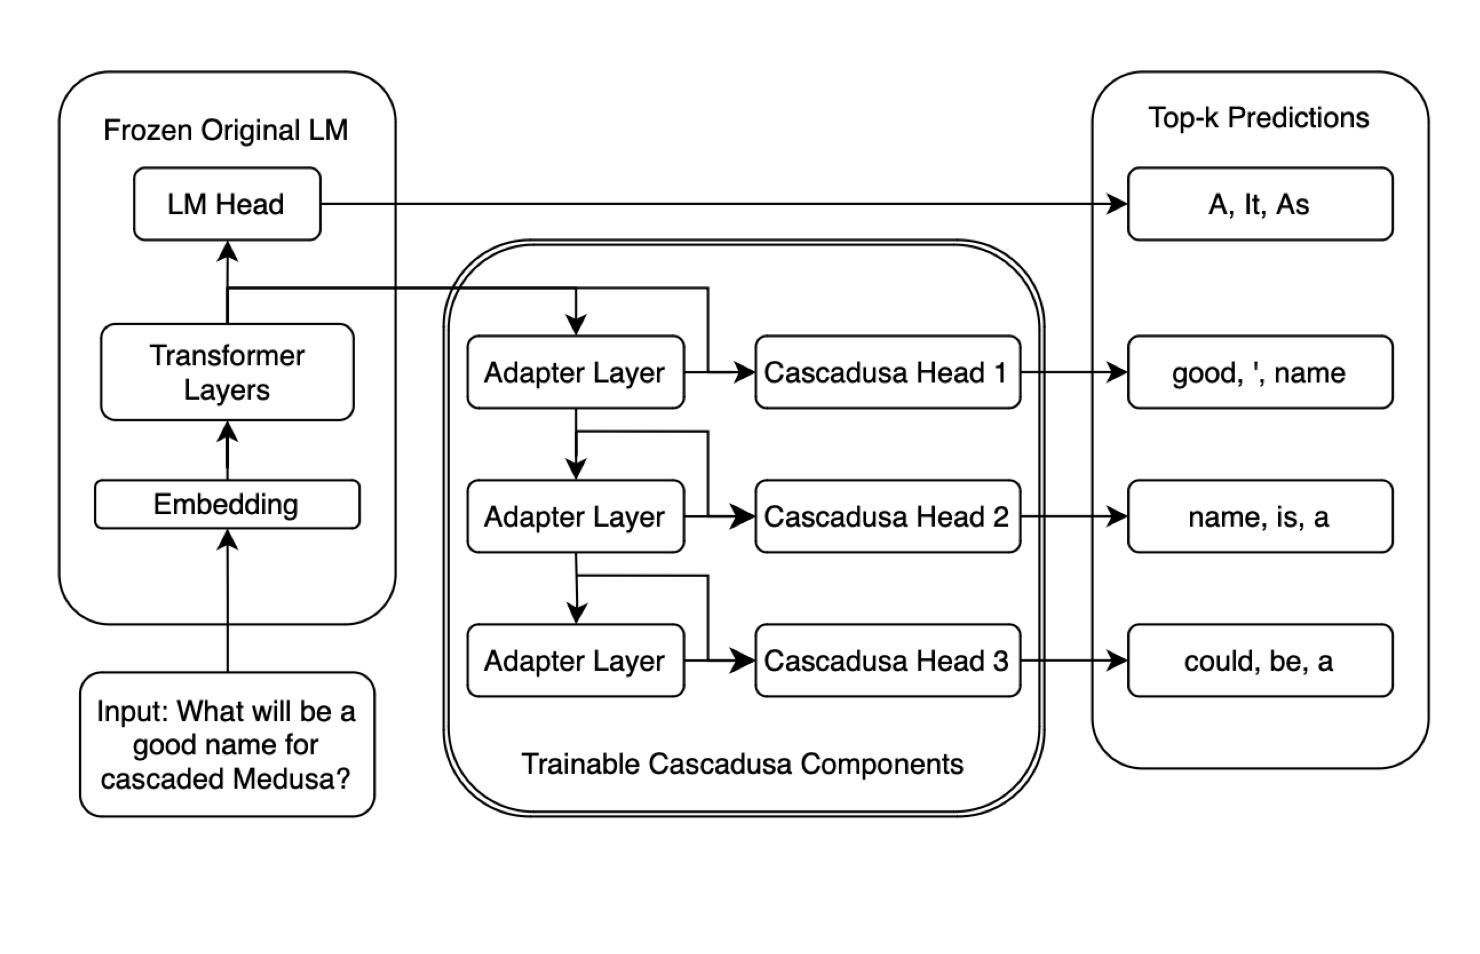 Frozen Original LM
LM Head
Transformer
Layers
Embedding
Input: What will be a
good name for
cascaded Medusa?
Adapter Layer
Cascadusa Head 1
Adapter Layer
Cascadusa Head 2
Adapter Layer
Cascadusa Head 3
Trainable Cascadusa Components
Top-k Predictions
A, It, As
good, ', name
name, is, a
could, be, a